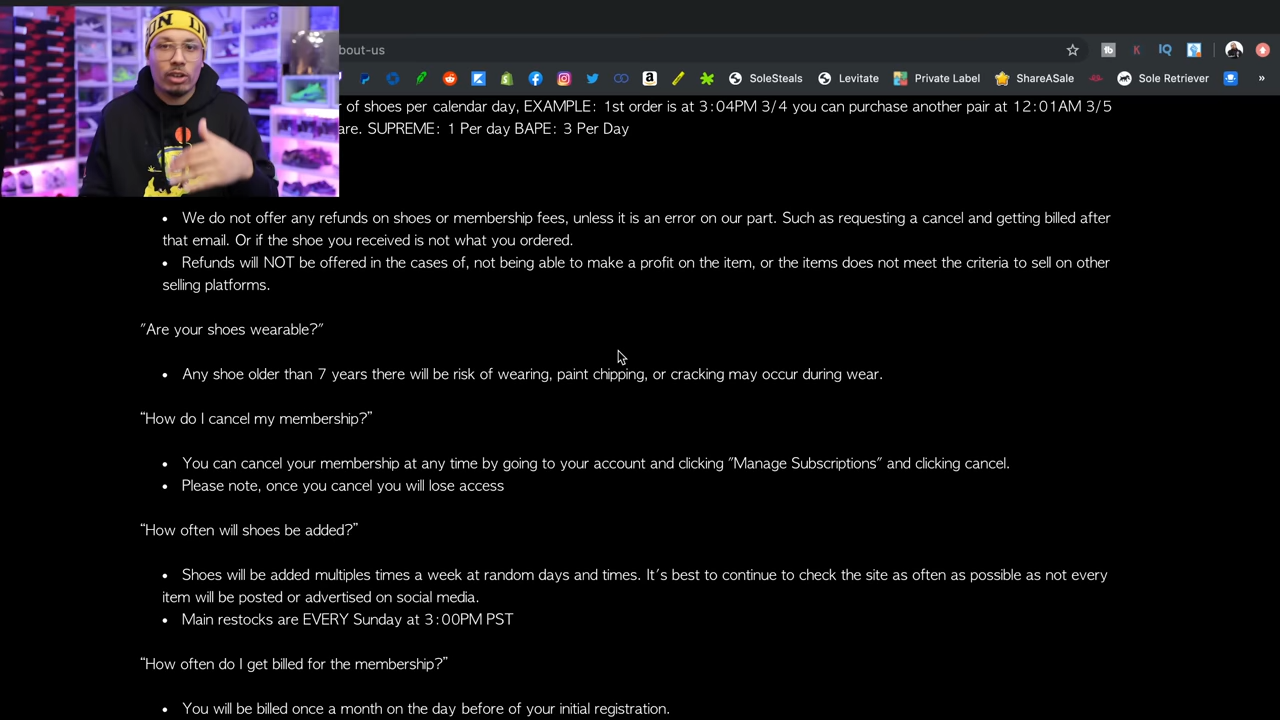 bout-us
SoleSteals
Levitate
Private Label
ShareASale
Sole Retriever
r of shoes per calendar day, EXAMPLE: 1st order is at 3:04PM 3/4 you can purchase another pair at 12:01AM 3/5
are. SUPREME: 1 Per day BAPE: 3 Per Day
• We do not offer any refunds on shoes or membership fees, unless it is an error on our part. Such as requesting a cancel and getting billed after
that email. Or if the shoe you received is not what you ordered.
• Refunds will NOT be offered in the cases of, not being able to make a profit on the item, or the items does not meet the criteria to sell on other
selling platforms.
"Are your shoes wearable?"
• Any shoe older than 7 years there will be risk of wearing, paint chipping, or cracking may occur during wear.
“How do I cancel my membership?”
• You can cancel your membership at any time by going to your account and clicking "Manage Subscriptions" and clicking cancel.
• Please note, once you cancel you will lose access
“How often will shoes be added?”
• Shoes will be added multiples times a week at random days and times. It's best to continue to check the site as often as possible as not every
item will be posted or advertised on social media.
• Main restocks are EVERY Sunday at 3:00PM PST
“How often do I get billed for the membership?”
• You will be billed once a month on the day before of your initial registration.